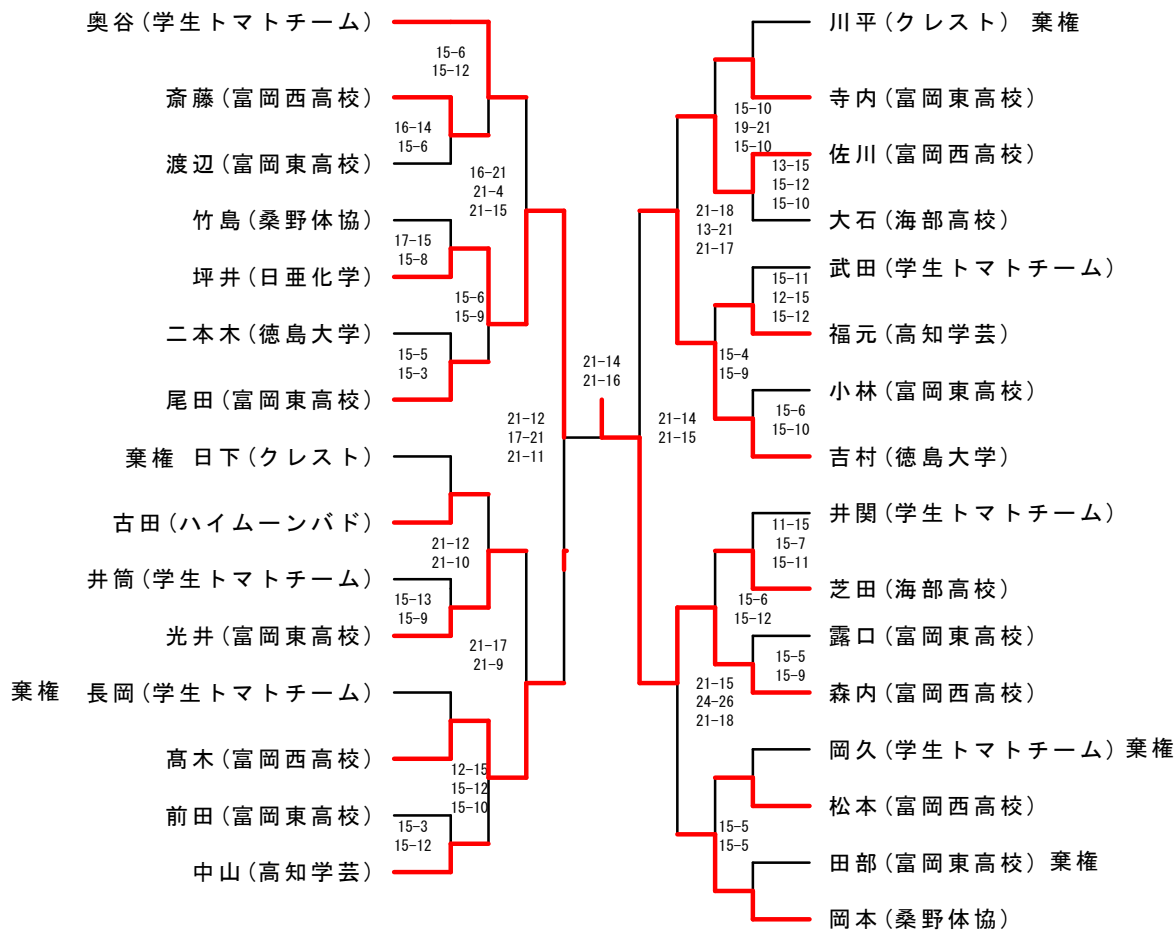 奥谷(学生トマトチーム)
15-6
15-12
斎藤(富岡西高校)
16-14
15-6
渡辺(富岡東高校)
16-21
21-4
21-15
竹島(桑野体協)
17-15
15-8
坪井(日亜化学)
15-6
15-9
二本木(徳島大学)
15-5
15-3
尾田(富岡東高校)
21-12
17-21
21-11
棄権 日下(クレスト)
古田(ハイムーンバド)
21-12
21-10
井筒(学生トマトチーム)
15-13
15-9
光井(富岡東高校)
21-17
21-9
棄権 長岡(学生トマトチーム)
髙木(富岡西高校)
12-15
15-12
15-10
前田(富岡東高校)
15-3
15-12
中山(高知学芸)
21-14
21-16
川平(クレスト) 棄権
寺内(富岡東高校)
15-10
19-21
15-10
佐川(富岡西高校)
13-15
15-12
15-10
大石(海部高校)
21-18
13-21
21-17
武田(学生トマトチーム)
15-11
12-15
15-12
福元(高知学芸)
15-4
15-9
小林(富岡東高校)
15-6
15-10
吉村(徳島大学)
21-14
21-15
井関(学生トマトチーム)
11-15
15-7
15-11
芝田(海部高校)
15-6
15-12
露口(富岡東高校)
15-5
15-9
森内(富岡西高校)
21-15
24-26
21-18
岡久(学生トマトチーム) 棄権
松本(富岡西高校)
15-5
15-5
田部(富岡東高校) 棄権
岡本(桑野体協)